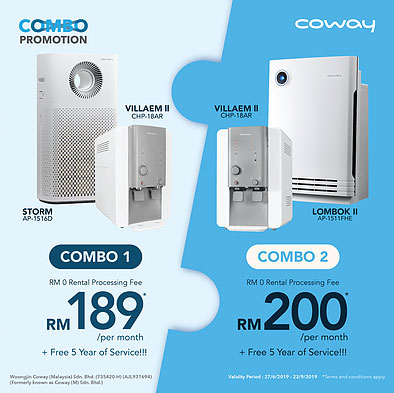 COMBO
PROMOTION
coway
VILLAEM II
CHP-18AR
STORM
AP-1516D
VILLAEM II
CHP-18AR
LOMBOK II
AP-1511FHE
COMBO 1
RM 0 Rental Processing Fee
RM 189*
/per month
+ Free 5 Year of Service!!!
COMBO 2
RM 0 Rental Processing Fee
RM 200*
/per month
+ Free 5 Year of Service!!!
Woongjin Coway (Malaysia) Sdn. Bhd. (735420-H) (AJL931694)
(Formerly known as Coway (M) Sdn. Bhd.)
Validity Period : 27/6/2019 - 23/9/2019
*Terms and conditions apply.